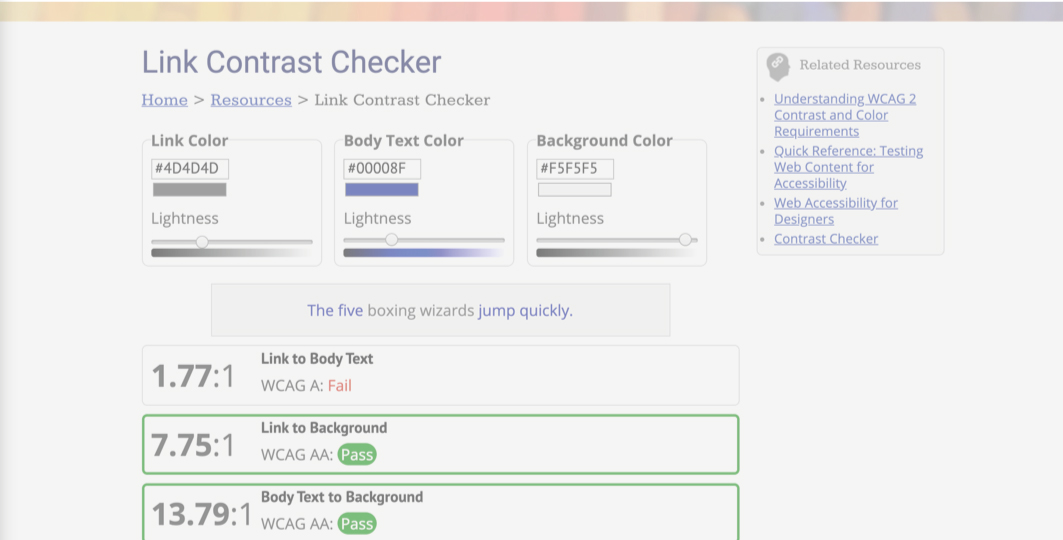 Link Contrast Checker
Home > Resources > Link Contrast Checker
Link Color
#4D4D4D
Lightness
Body Text Color
#00008F
Lightness
Background Color
#F5F5F5
Lightness
The five boxing wizards jump quickly.
1.77:1
Link to Body Text
WCAG A: Fail
7.75:1
Link to Background
WCAG AA: Pass
13.79:1
Body Text to Background
WCAG AA: Pass
Related Resources
Understanding WCAG 2
Contrast and Color
Requirements
Quick Reference: Testing
Web Content for
Accessibility
Web Accessibility for
Designers
Contrast Checker